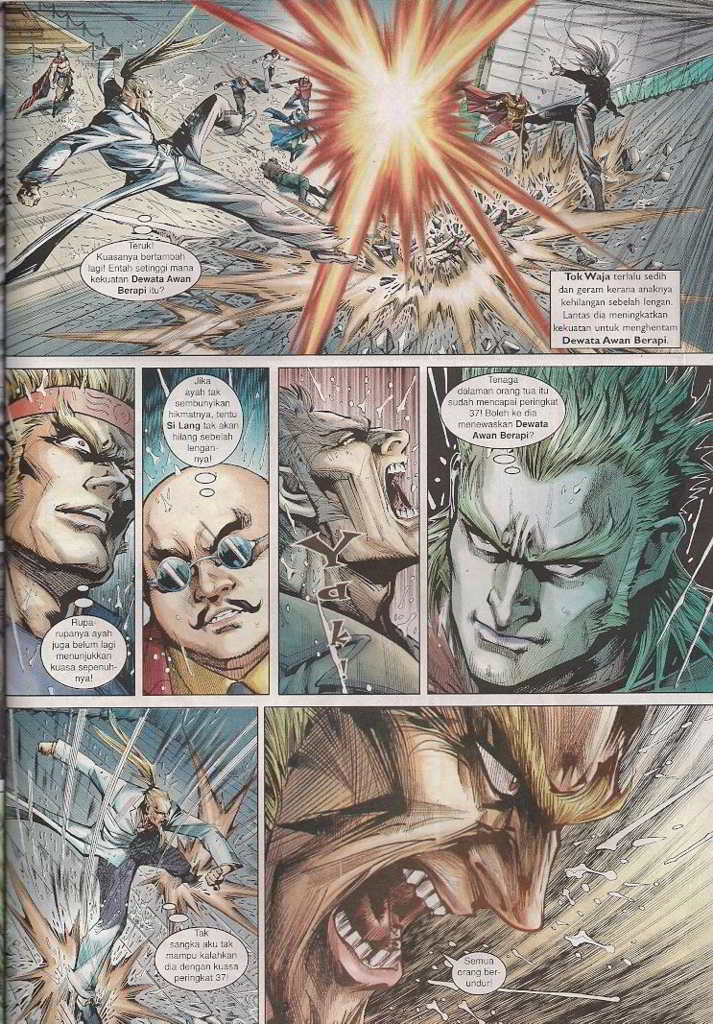 Teruk!
Kuasanya bertambah
lagi! Entah setinggi mana
kekuatan Dewata Awan
Berapi itu?
Tok Waja terlalu sedih
dan geram kerana anaknya
kehilangan sebelah lengan.
Lantas dia meningkatkan
kekuatan untuk menghentam
Dewata Awan Berapi.
Rupa-
rupanya ayah
juga belum lagi
menunjukkan
kuasa sepenuh-
nya!
Jika
ayah tak
sembunyikan
hikmatnya, tentu
Si Lang tak akan
hilang sebelah
lengan-
nya!
Yaak!
Tenaga
dalaman orang tua itu
sudah mencapai peringkat
37! Boleh ke dia
menewaskan Dewata
Awan Berapi?
Tak
sangka aku tak
mampu kalahkan
dia dengan kuasa
peringkat 37!
Semua
orang ber-
undur!